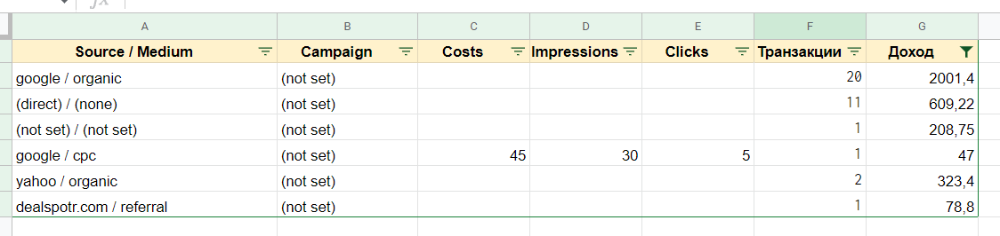 fx
A B C D E F G
Source / Medium Campaign Costs Impressions Clicks Транзакции Доход
google / organic (not set) 20 2001,4
(direct) / (none) (not set) 11 609,22
(not set) / (not set) (not set) 1 208,75
google / cpc (not set) 45 30 5 1 47
yahoo / organic (not set) 2 323,4
dealspotr.com / referral (not set) 1 78,8